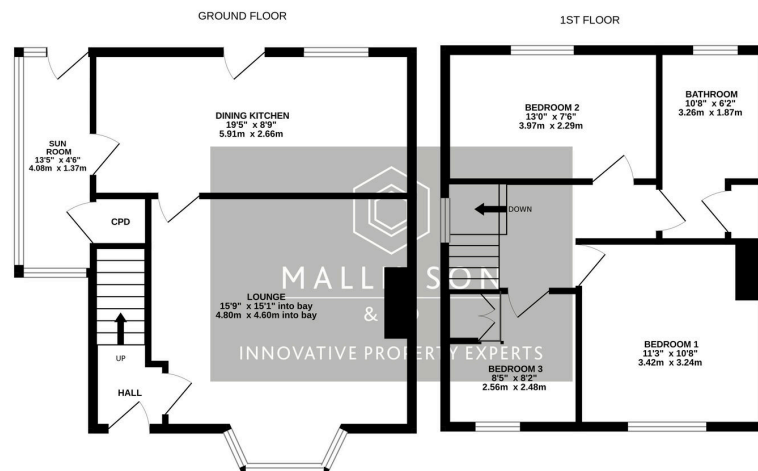 GROUND FLOOR
1ST FLOOR
DINING KITCHEN
19'5" x 8'9"
5.91m x 2.66m
SUN
ROOM
13'5" x 4'6"
4.08m x 1.37m
CPD
LOUNGE
15'9" x 15'1" into bay
4.80m x 4.60m into bay
UP
HALL
BEDROOM 2
13'0" x 7'6"
3.97m x 2.29m
BATHROOM
10'8" x 6'2"
3.26m x 1.87m
DOWN
BEDROOM 1
11'3" x 10'8"
3.42m x 3.24m
BEDROOM 3
8'5" x 8'2"
2.56m x 2.48m
&
INNOVATIVE PROPERTY EXPERTS